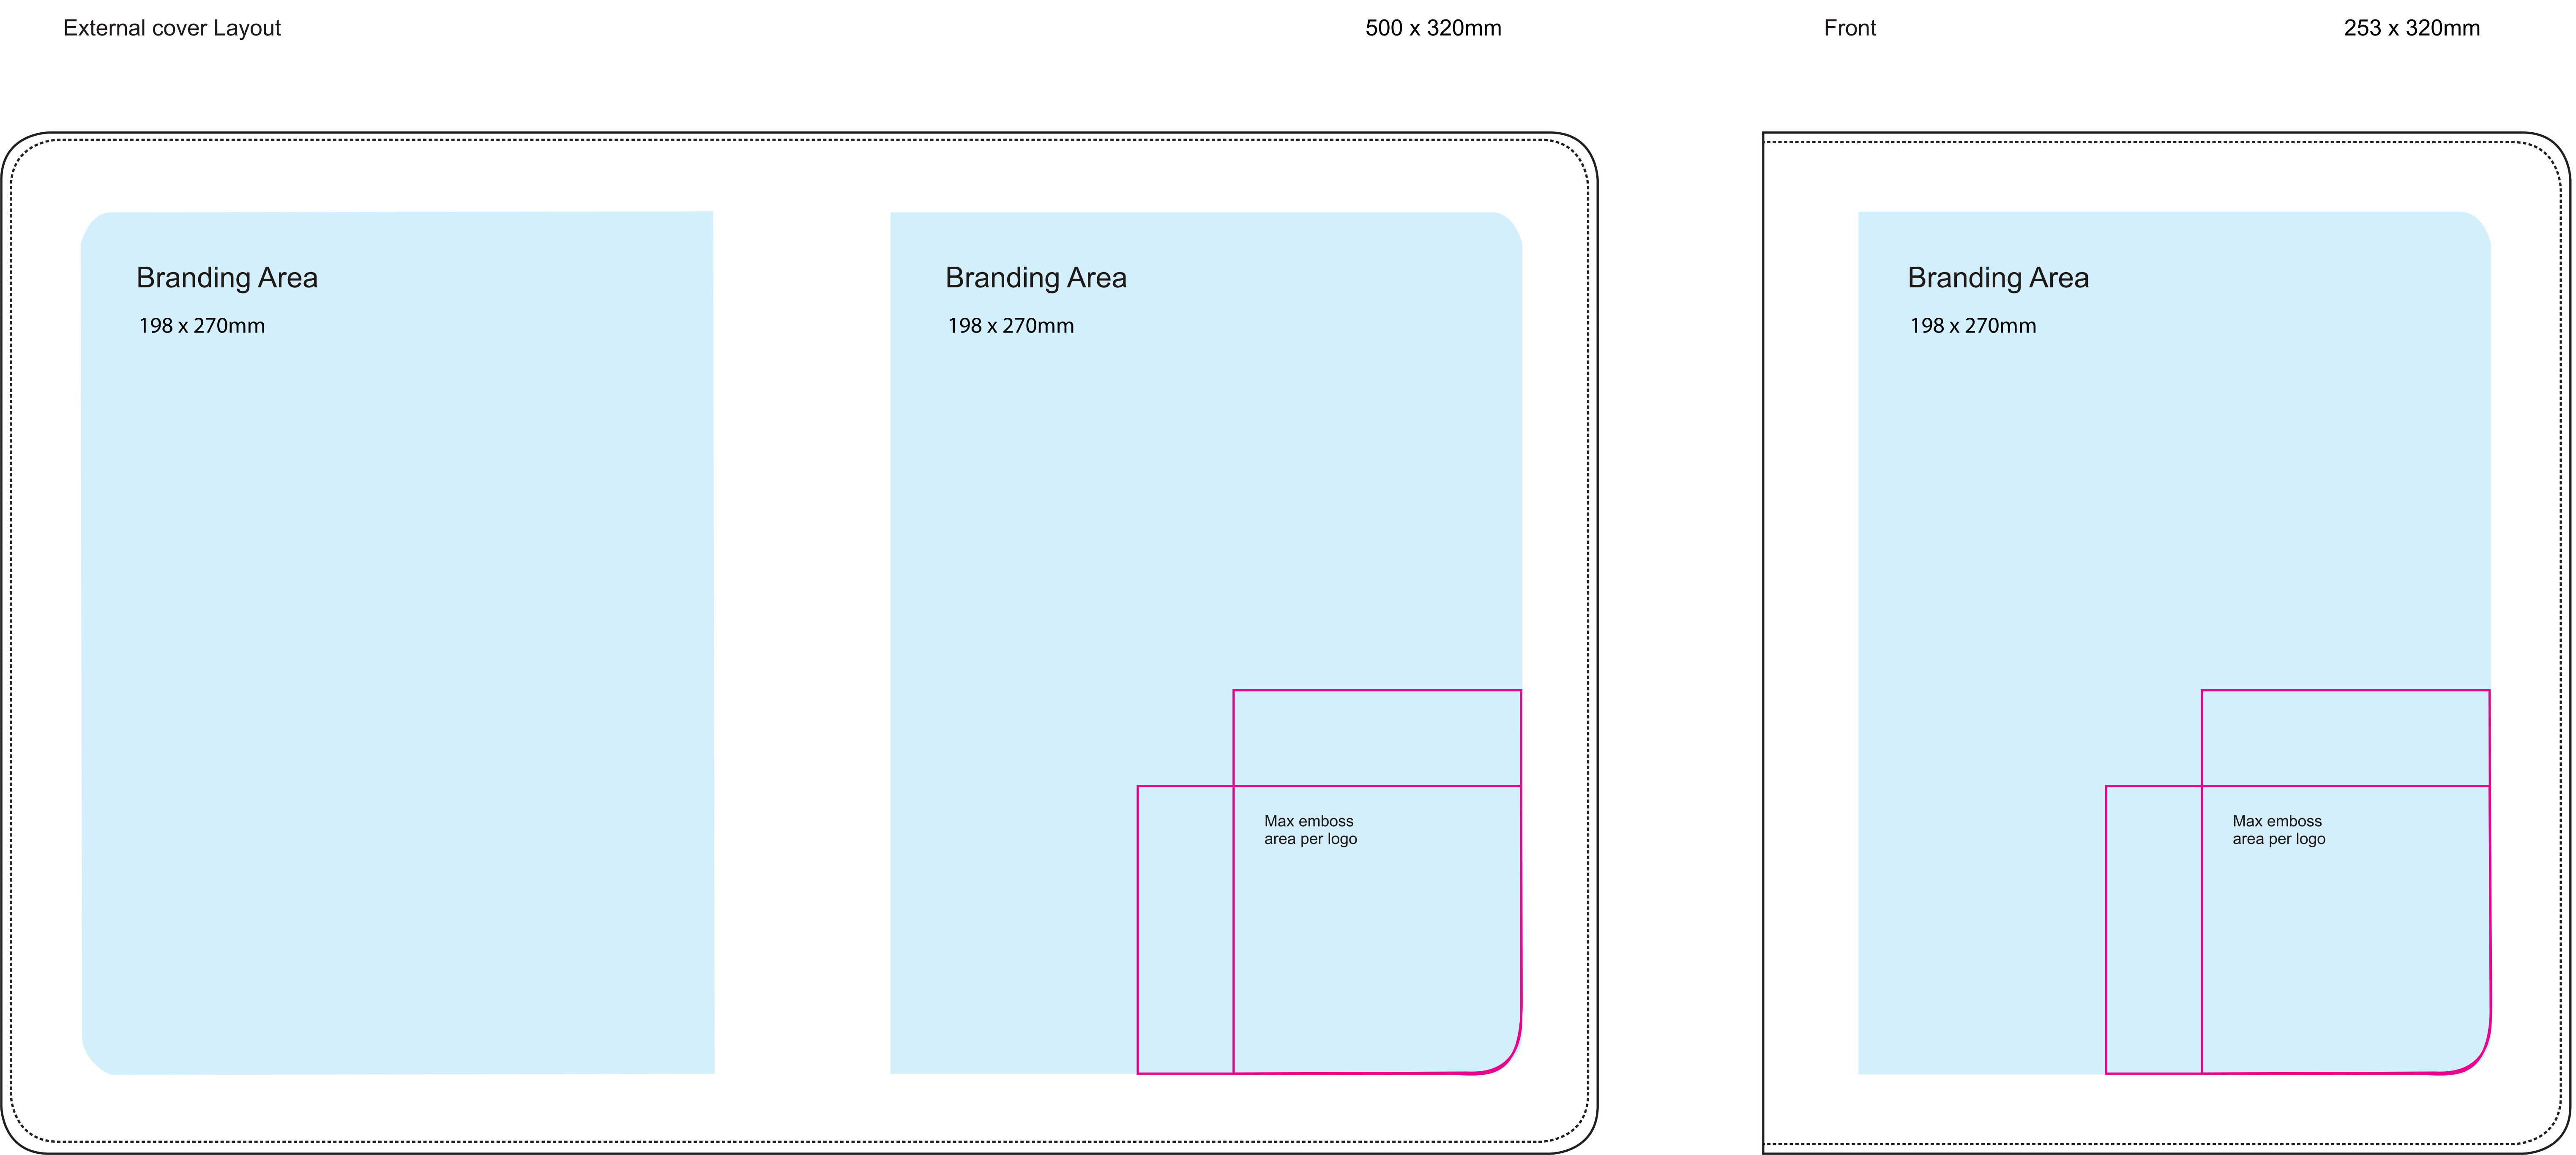 External cover Layout
500 x 320mm
Front
253 x 320mm
Branding Area
198 x 270mm
Branding Area
198 x 270mm
Max emboss
area per logo
Branding Area
198 x 270mm
Max emboss
area per logo